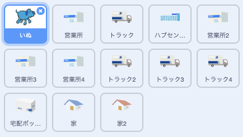 いぬ
営業所
トラック
ハブセン...
営業所2
営業所3
営業所4
トラック2
トラック3
トラック4
宅配ボッ...
家
家2